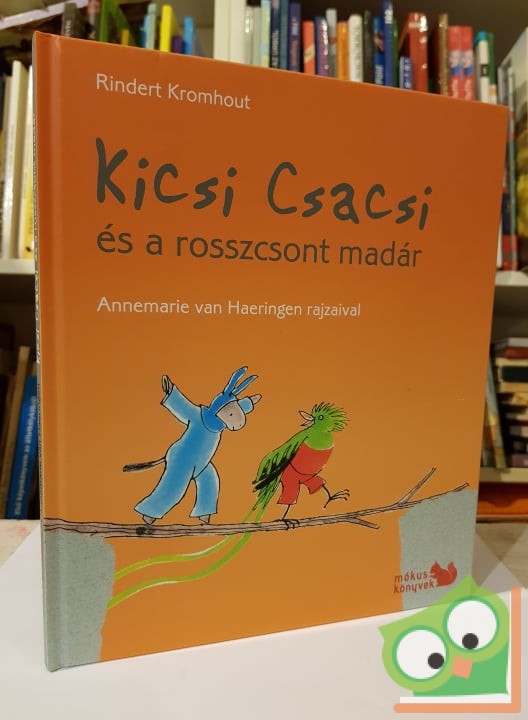 Rindert Kromhout
Kicsi Csacsi
és a rosszcsont madár
Annemarie van Haeringen rajzaival
mókus
könyvek